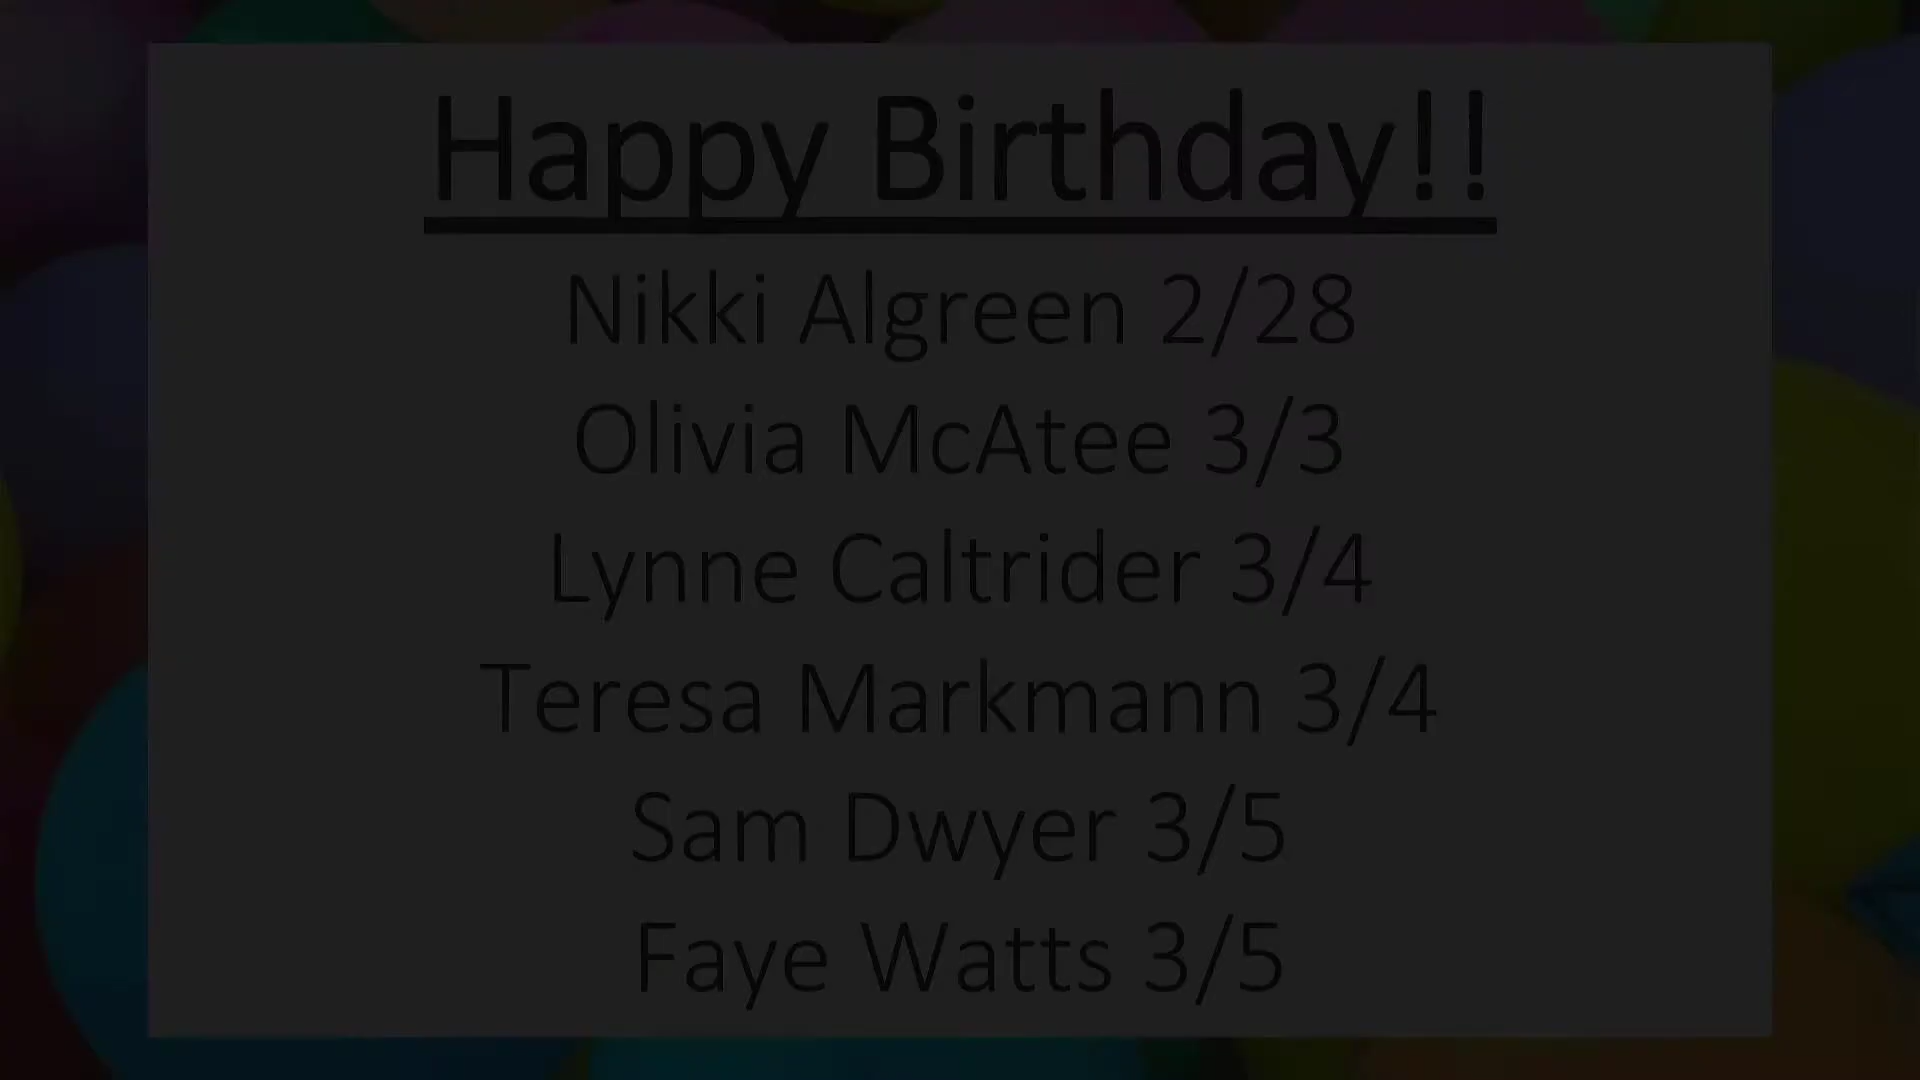 Happy Birthday!!
Nikki Algreen 2/28
Olivia McAtee 3/3
Lynne Caltrider 3/4
Teresa Markmann 3/4
Sam Dwyer 3/5
Faye Watts 3/5